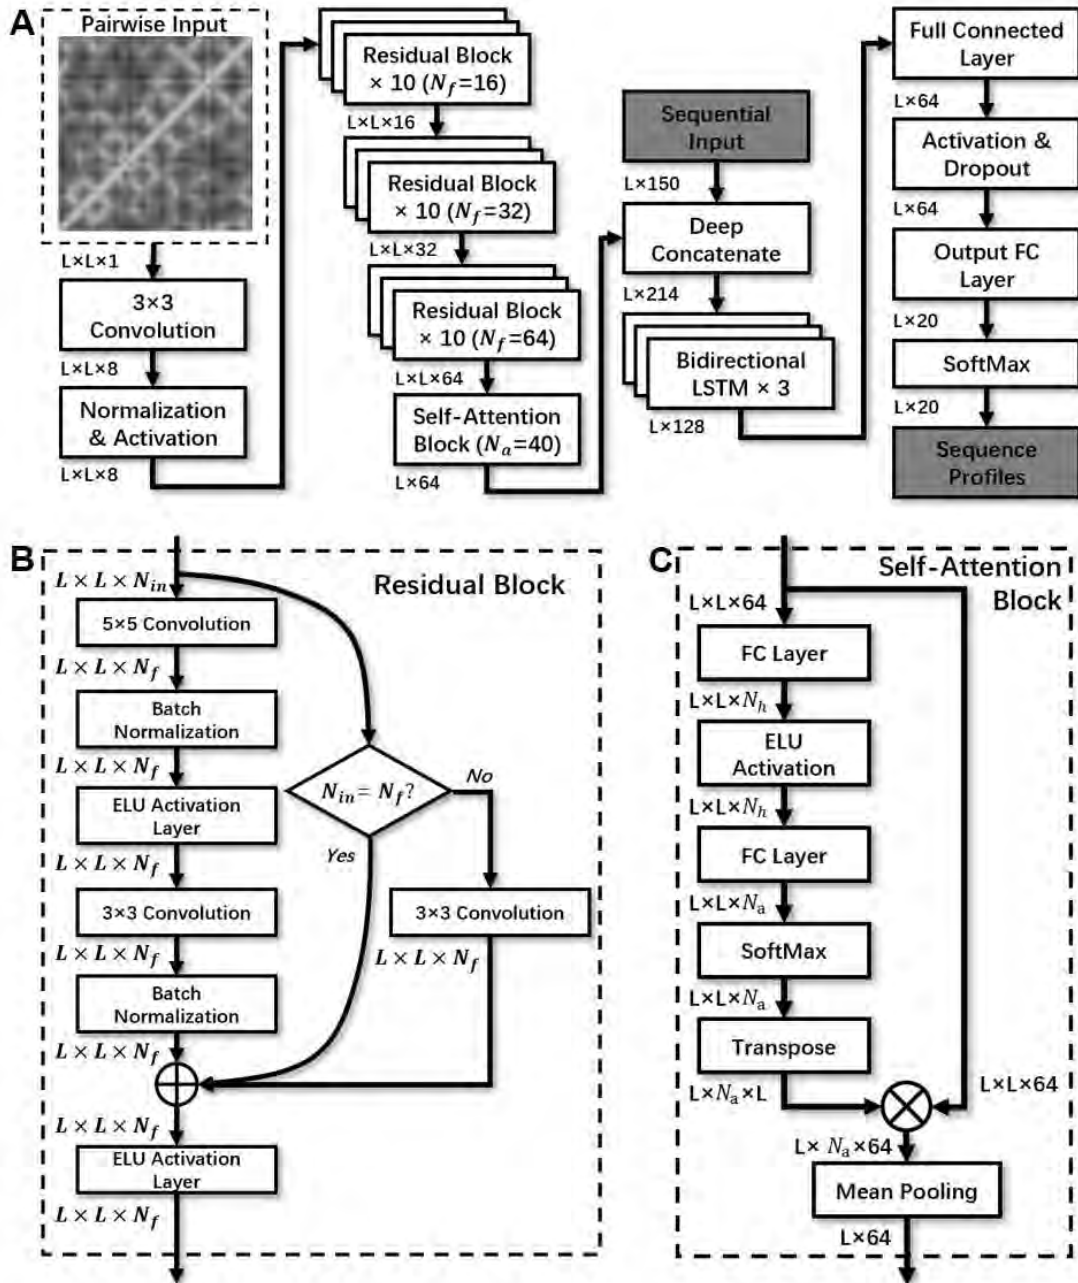 A
Pairwise Input
L×L×1
3×3
Convolution
L×L×8
Normalization
& Activation
L×L×8
Residual Block
× 10 (N_f=16)
L×L×16
Residual Block
× 10 (N_f=32)
L×L×32
Residual Block
× 10 (N_f=64)
L×L×64
Self-Attention
Block (N_a=40)
L×64
Sequential
Input
L×150
Deep
Concatenate
L×214
Bidirectional
LSTM × 3
L×128
Full Connected
Layer
L×64
Activation &
Dropout
L×64
Output FC
Layer
L×20
SoftMax
L×20
Sequence
Profiles
B
Residual Block
L × L × N_in
5×5 Convolution
L × L × N_f
Batch
Normalization
L × L × N_f
ELU Activation
Layer
L × L × N_f
3×3 Convolution
L × L × N_f
Batch
Normalization
L × L × N_f
L × L × N_f
ELU Activation
Layer
L × L × N_f
N_in = N_f?
No
Yes
3×3 Convolution
L × L × N_f
C
Self-Attention
Block
L×L×64
FC Layer
L×L×N_h
ELU
Activation
L×L×N_h
FC Layer
L×L×N_a
SoftMax
L×L×N_a
Transpose
L×N_a×L
L×L×64
L× N_a×64
Mean Pooling
L×64